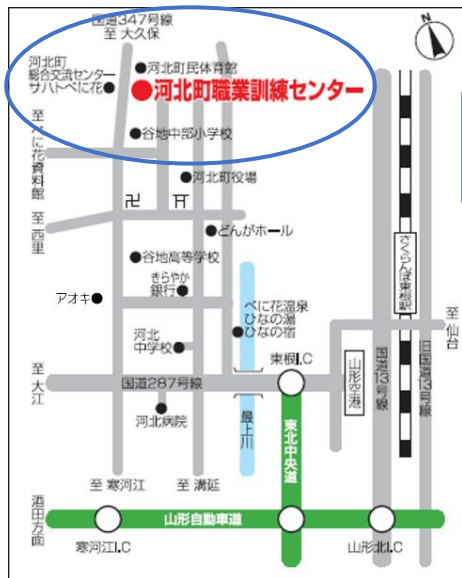 国道347号線
至 大久保
N
河北町
総合交流センター
サハトべに花
河北町民体育館
河北町職業訓練センター
至べに花資料館
谷地中部小学校
河北町役場
卍
至西里
どんがホール
谷地高等学校
きらやか
銀行
アオキ
べに花温泉
ひなの湯
ひなの宿
さくらんぼ東根駅
至仙台
河北
中学校
東根I.C
山形空港
国道13号線
旧国道13号線
至大江
国道287号線
河北病院
最上川
東北中央道
至 寒河江
至 溝延
酒田方面
山形自動車道
寒河江I.C
山形北I.C